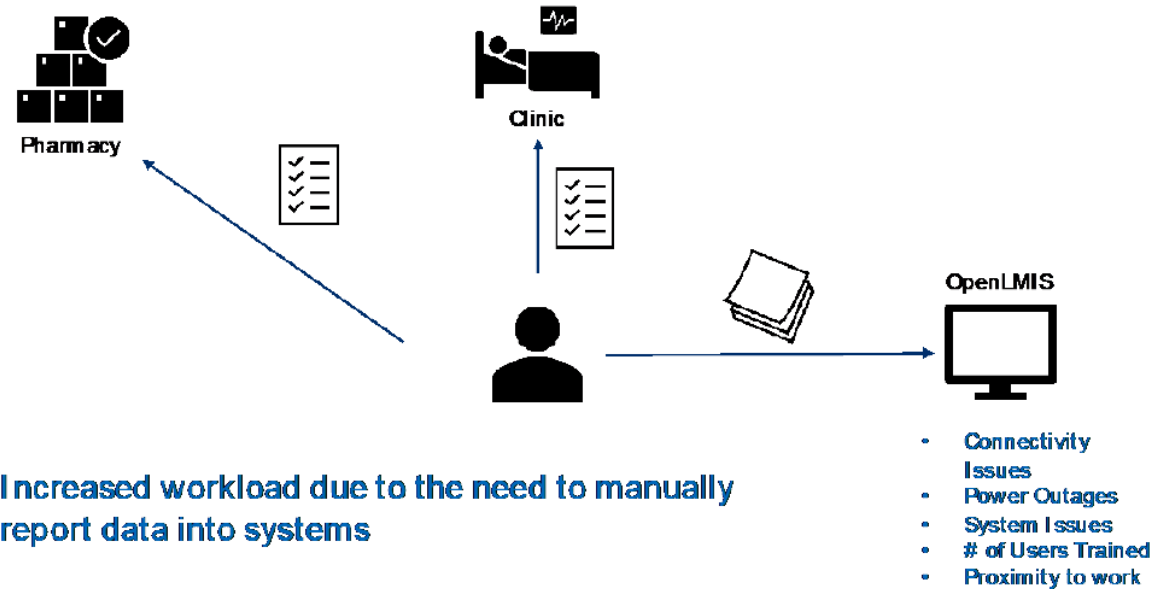 Clinic
Pharmacy
OpenLMIS
• Connectivity
Issues
• Power Outages
• System Issues
• # of Users Trained
• Proximity to work
Increased workload due to the need to manually
report data into systems